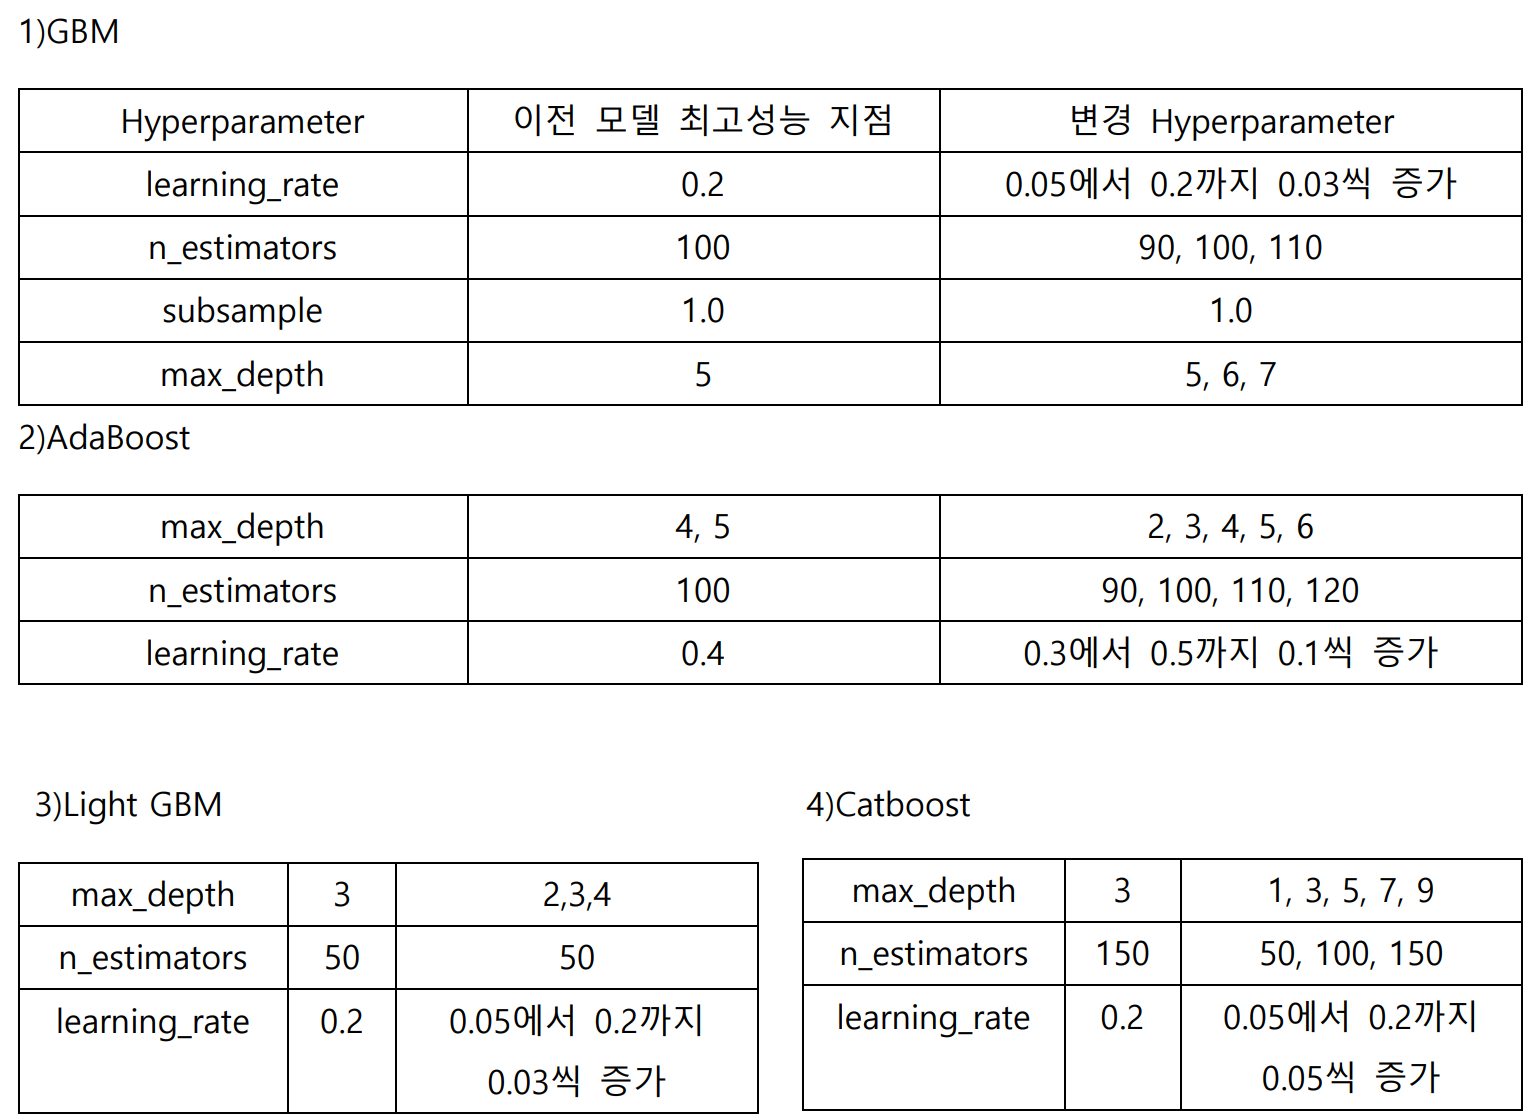 1)GBM
Hyperparameter 이전 모델 최고성능 지점 변경 Hyperparameter
learning_rate 0.2 0.05에서 0.2까지 0.03씩 증가
n_estimators 100 90, 100, 110
subsample 1.0 1.0
max_depth 5 5, 6, 7
2)AdaBoost
max_depth 4, 5 2, 3, 4, 5, 6
n_estimators 100 90, 100, 110, 120
learning_rate 0.4 0.3에서 0.5까지 0.1씩 증가
3)Light GBM
max_depth 3 2,3,4
n_estimators 50 50
learning_rate 0.2 0.05에서 0.2까지
0.03씩 증가
4)Catboost
max_depth 3 1, 3, 5, 7, 9
n_estimators 150 50, 100, 150
learning_rate 0.2 0.05에서 0.2까지
0.05씩 증가